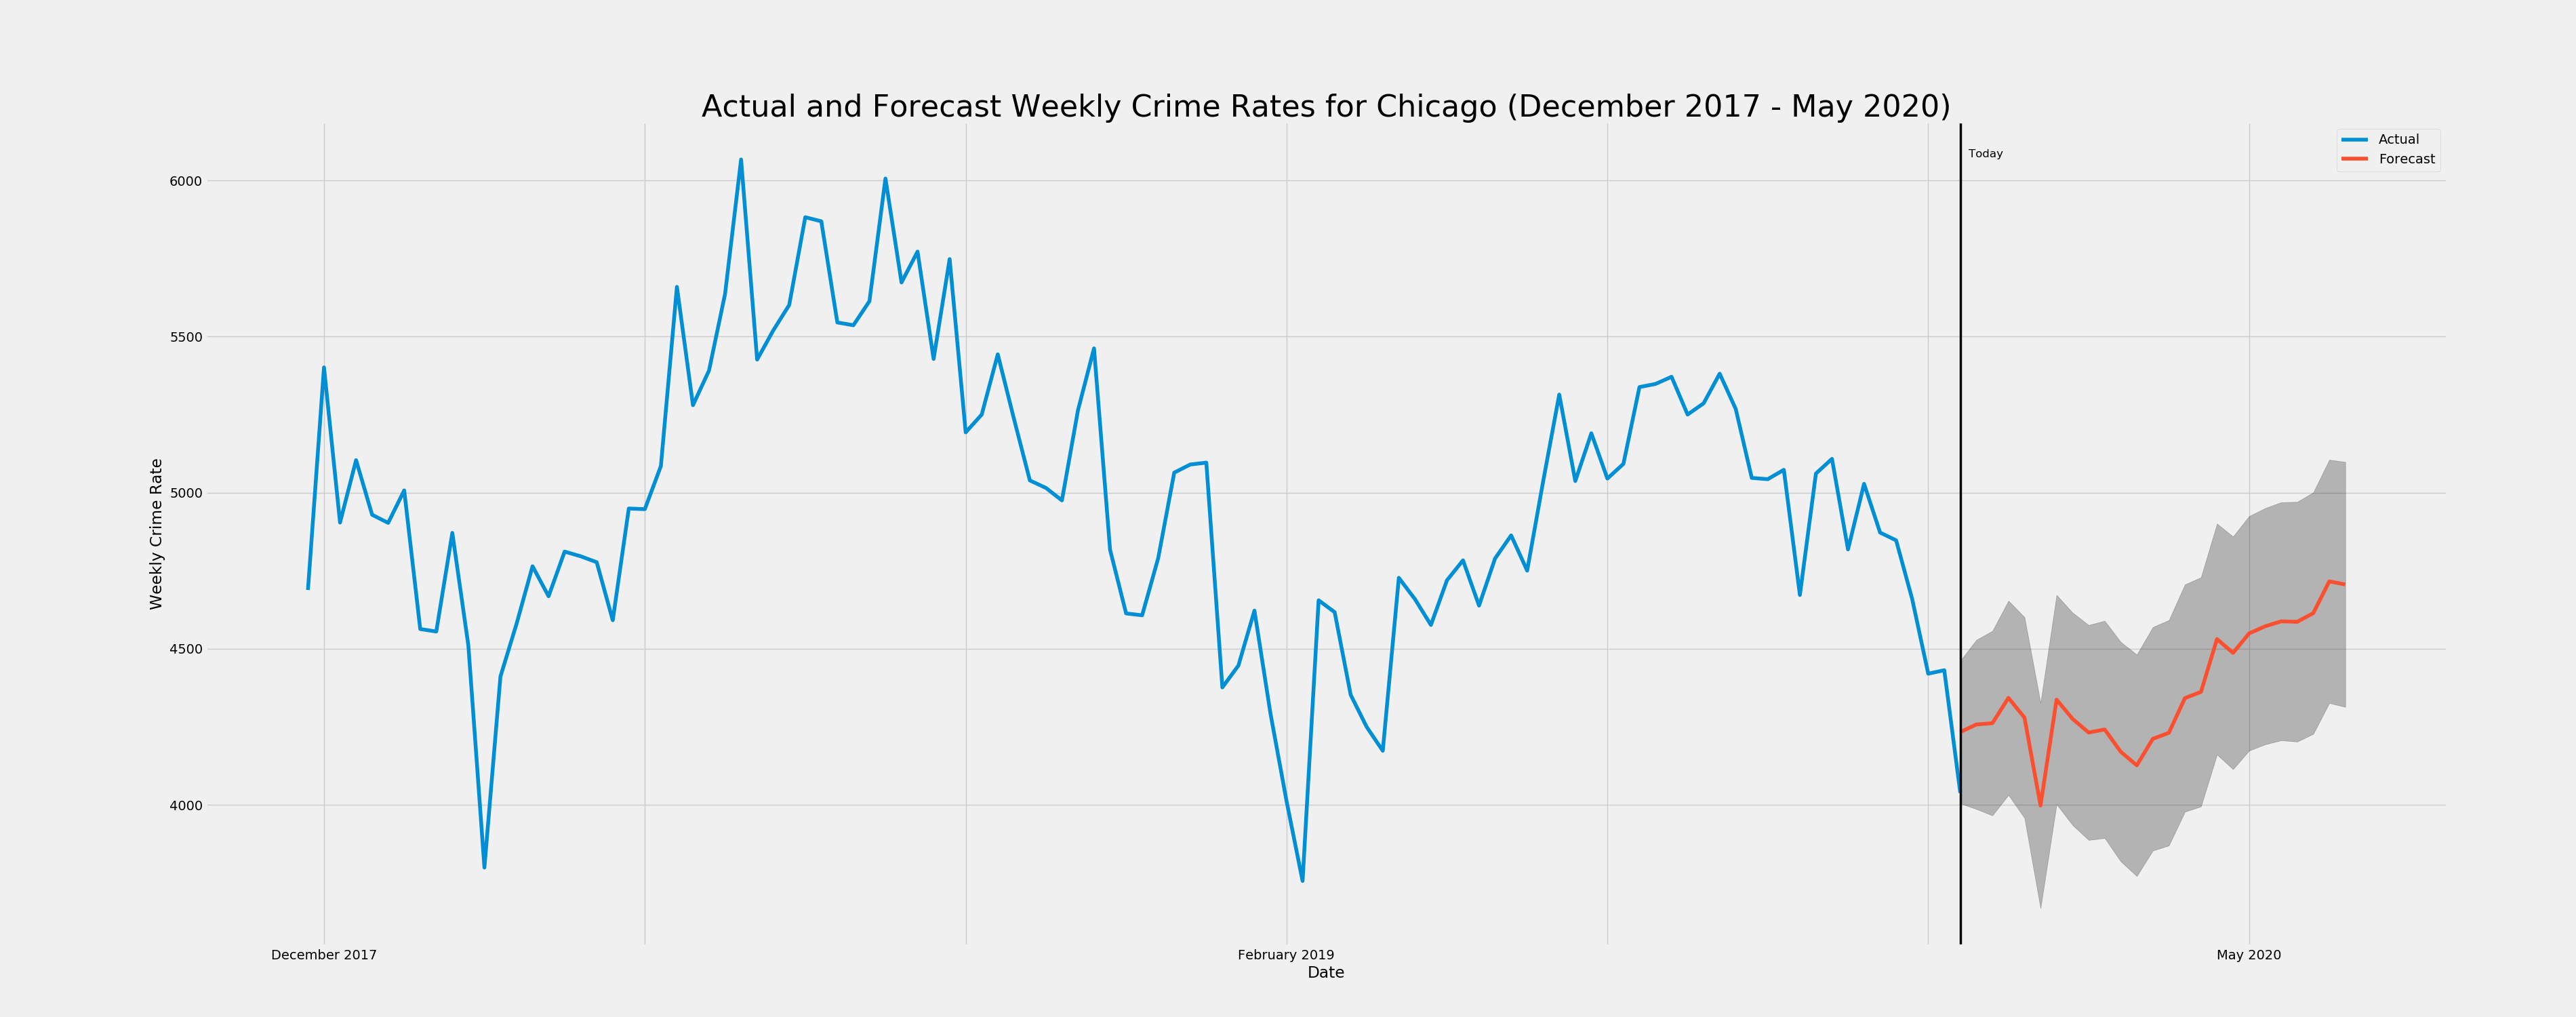 Actual and Forecast Weekly Crime Rates for Chicago (December 2017 - May 2020)
Today
Actual
Forecast
6000
5500
5000
4500
4000
Weekly Crime Rate
December 2017
February 2019
May 2020
Date